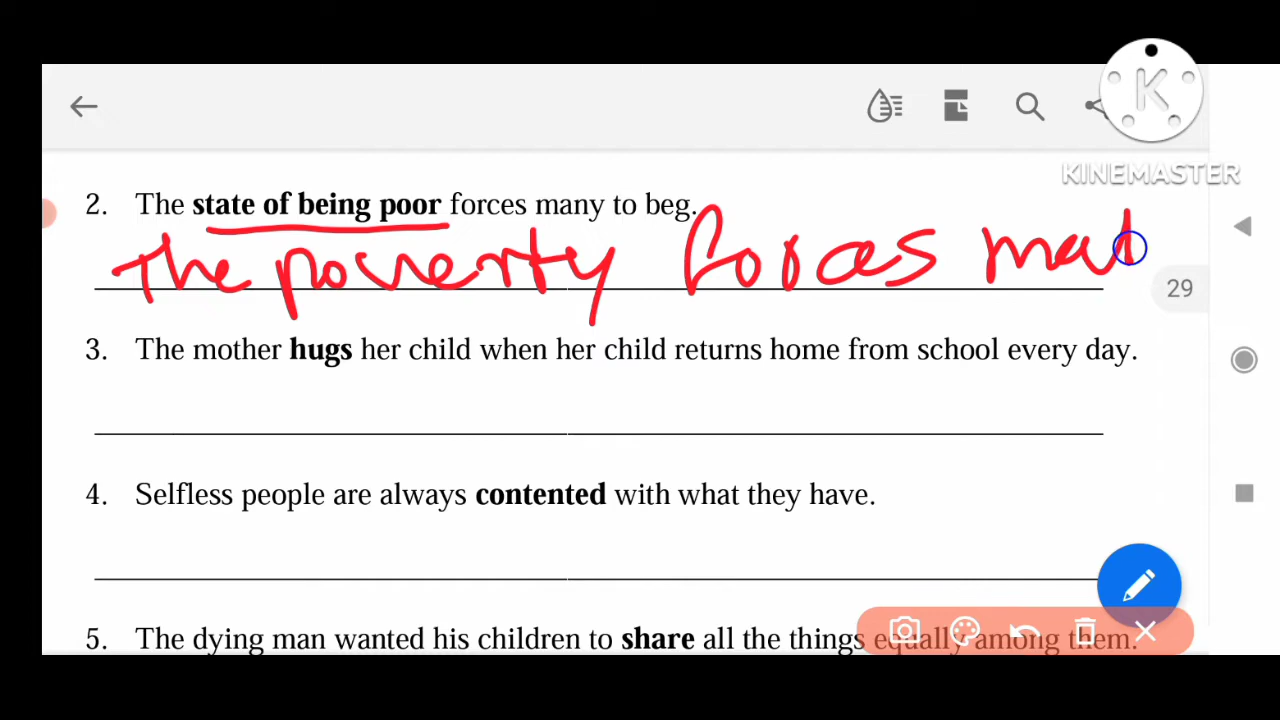 K
KINEMASTER
2. The state of being poor forces many to beg.
The poverty forces
29
3. The mother hugs her child when her child returns home from school every day.
4. Selfless people are always contented with what they have.
5. The dying man wanted his children to share all the things equally among them.